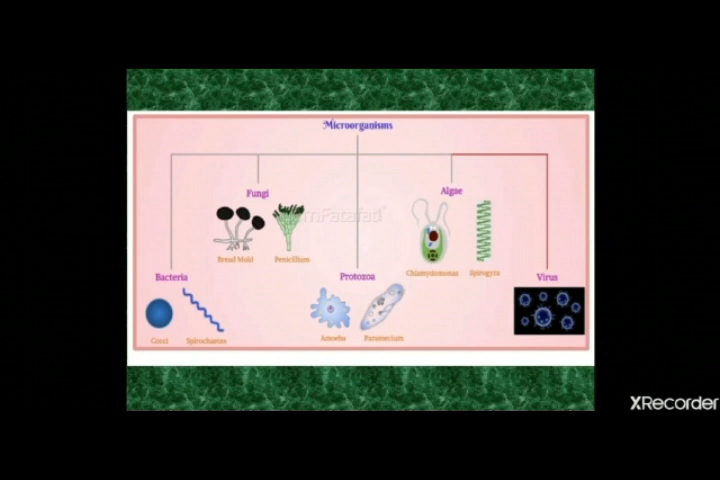 Microorganisms
Fungi
Algae
Bread Mold
Penicillium
Chlamydomonas
Spirogyra
Bacteria
Protozoa
Virus
Cocci
Spirochaetes
Amoeba
Paramecium
XRecorder